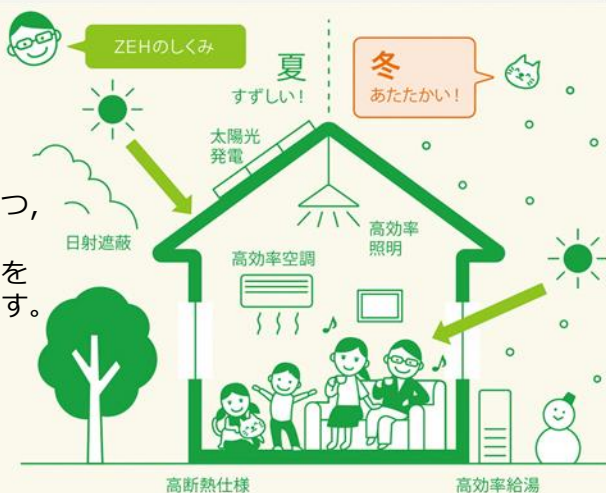 ZEHのしくみ
夏
すずしい！
冬
あたたかい！
太陽光
発電
つ,
日射遮蔽
を
す。
高効率
照明
高効率空調
高断熱仕様
高効率給湯